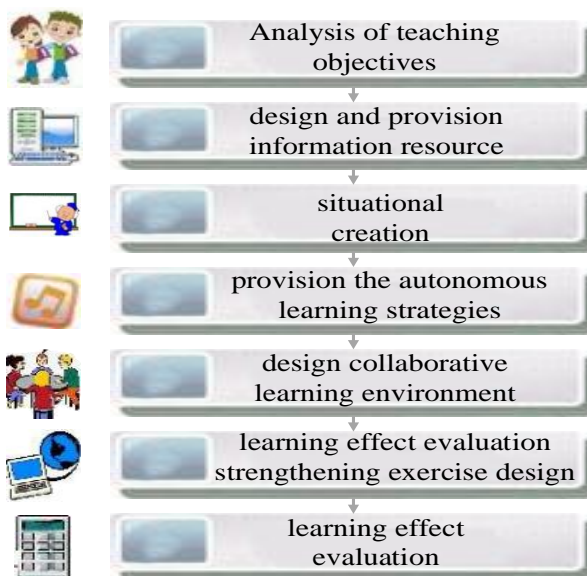 Analysis of teaching
objectives
design and provision
information resource
situational
creation
provision the autonomous
learning strategies
design collaborative
learning environment
learning effect evaluation
strengthening exercise design
learning effect
evaluation